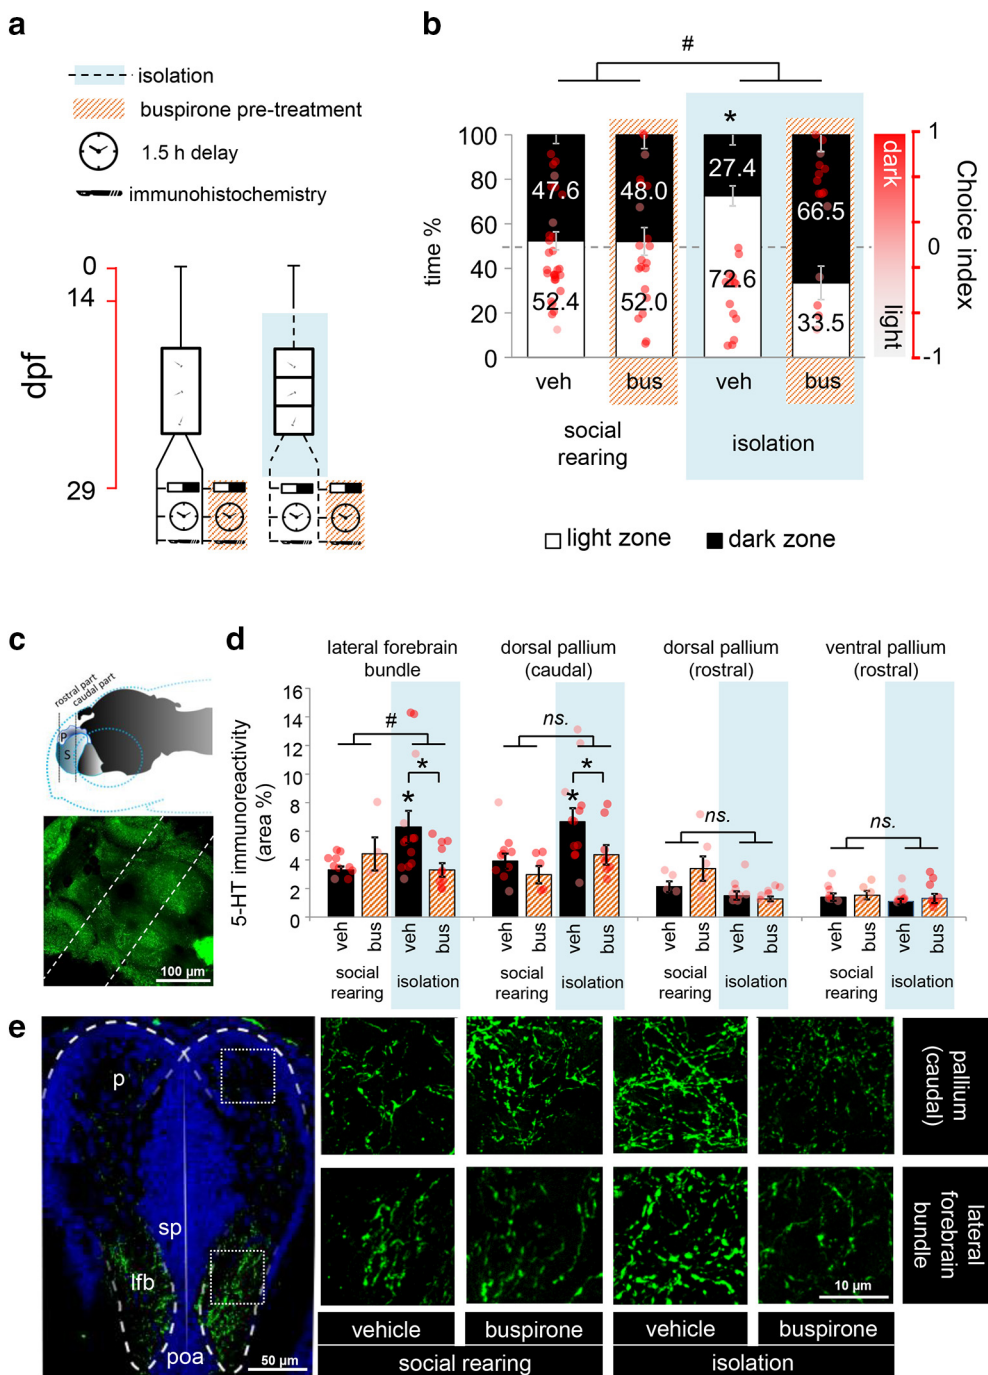 a
isolation
buspirone pre-treatment
1.5 h delay
immunohistochemistry
0
14
dpf
29
b
#
*
100
80
60
40
20
0
time %
47.6
48.0
27.4
66.5
52.4
52.0
72.6
33.5
dark
light
1
0
-1
Choice index
veh
bus
veh
bus
social
rearing
isolation
light zone
dark zone
c
rostral part
caudal part
P
S
100 µm
d
lateral forebrain
bundle
dorsal pallium
(caudal)
dorsal pallium
(rostral)
ventral pallium
(rostral)
5-HT immunoreactivity
(area %)
16
14
12
10
8
6
4
2
0
#
*
*
ns.
*
*
ns.
ns.
veh
bus
veh
bus
veh
bus
veh
bus
veh
bus
veh
bus
veh
bus
veh
bus
social
rearing
isolation
social
rearing
isolation
social
rearing
isolation
social
rearing
isolation
e
p
sp
lfb
poa
50 µm
pallium
(caudal)
lateral
forebrain
bundle
10 µm
vehicle
buspirone
vehicle
buspirone
social rearing
isolation